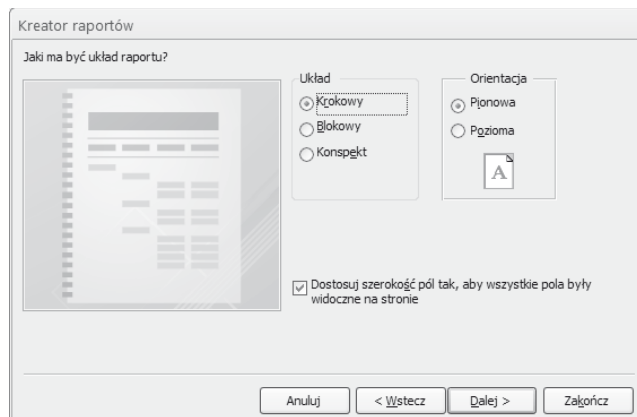 Kreator raportów
Jaki ma być układ raportu?
Układ
Krokowy
Blokowy
Konspekt
Orientacja
Pionowa
Pozioma
A
Dostosuj szerokość pól tak, aby wszystkie pola były
widoczne na stronie
Anuluj
< Wstecz
Dalej >
Zakończ